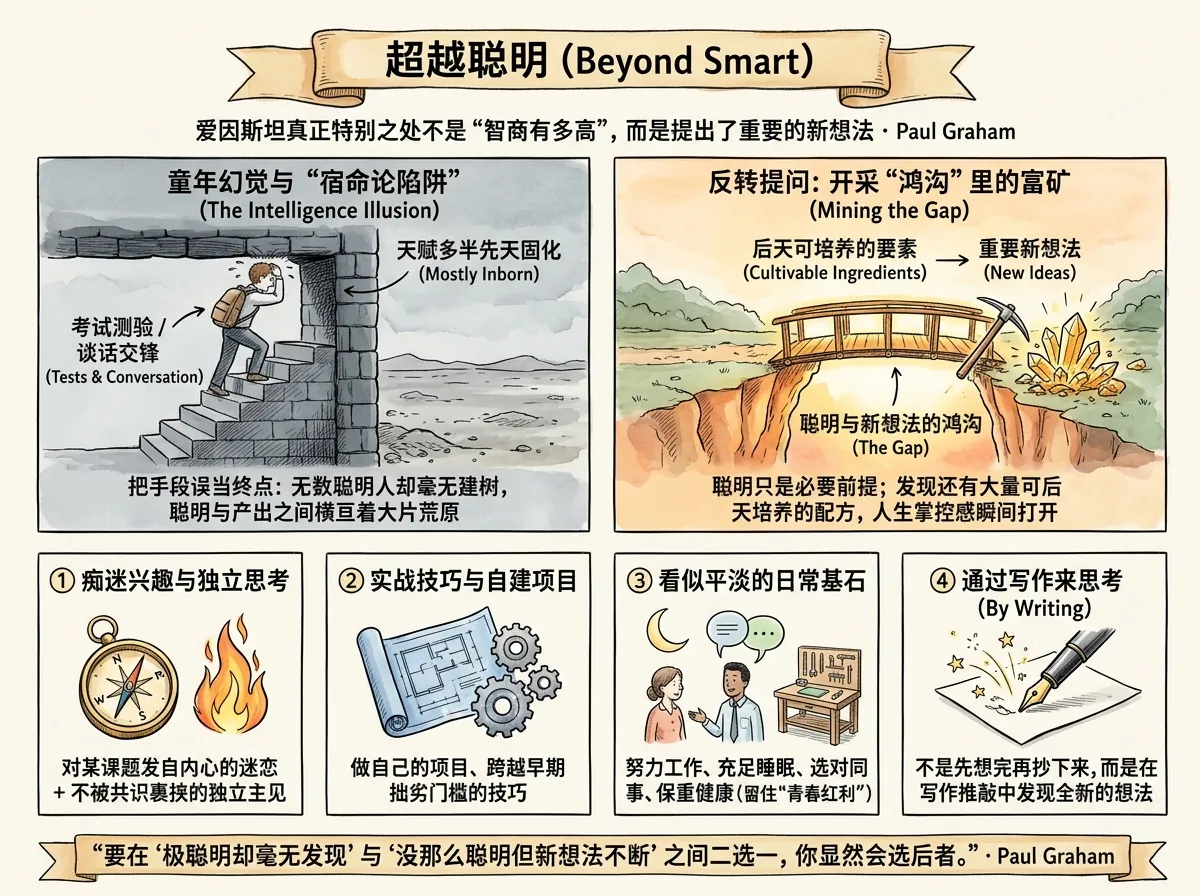 超越聪明 (Beyond Smart)
爱因斯坦真正特别之处不是“智商有多高”，而是提出了重要的新想法 · Paul Graham
童年幻觉与“宿命论陷阱”
(The Intelligence Illusion)
天赋多半先天固化
(Mostly Inborn)
考试测验 /
谈话交锋
(Tests & Conversation)
把手段误当终点：无数聪明人却毫无建树，
聪明与产出之间横亘着大片荒原
反转提问：开采“鸿沟”里的富矿
(Mining the Gap)
后天可培养的要素
(Cultivable Ingredients)
重要新想法
(New Ideas)
聪明与新想法的鸿沟
(The Gap)
聪明只是必要前提；发现还有大量可后
天培养的配方，人生掌控感瞬间打开
① 痴迷兴趣与独立思考
N
W
S
对某课题发自内心的迷恋
+ 不被共识裹挟的独立主见
② 实战技巧与自建项目
做自己的项目、跨越早期
拙劣门槛的技巧
③ 看似平淡的日常基石
努力工作、充足睡眠、选对同
事、保重健康（留住“青春红利”）
④ 通过写作来思考
(By Writing)
不是先想完再抄下来，而是在
写作推敲中发现全新的想法
“要在‘极聪明却毫无发现’与‘没那么聪明但新想法不断’之间二选一，你显然会选后者。” · Paul Graham